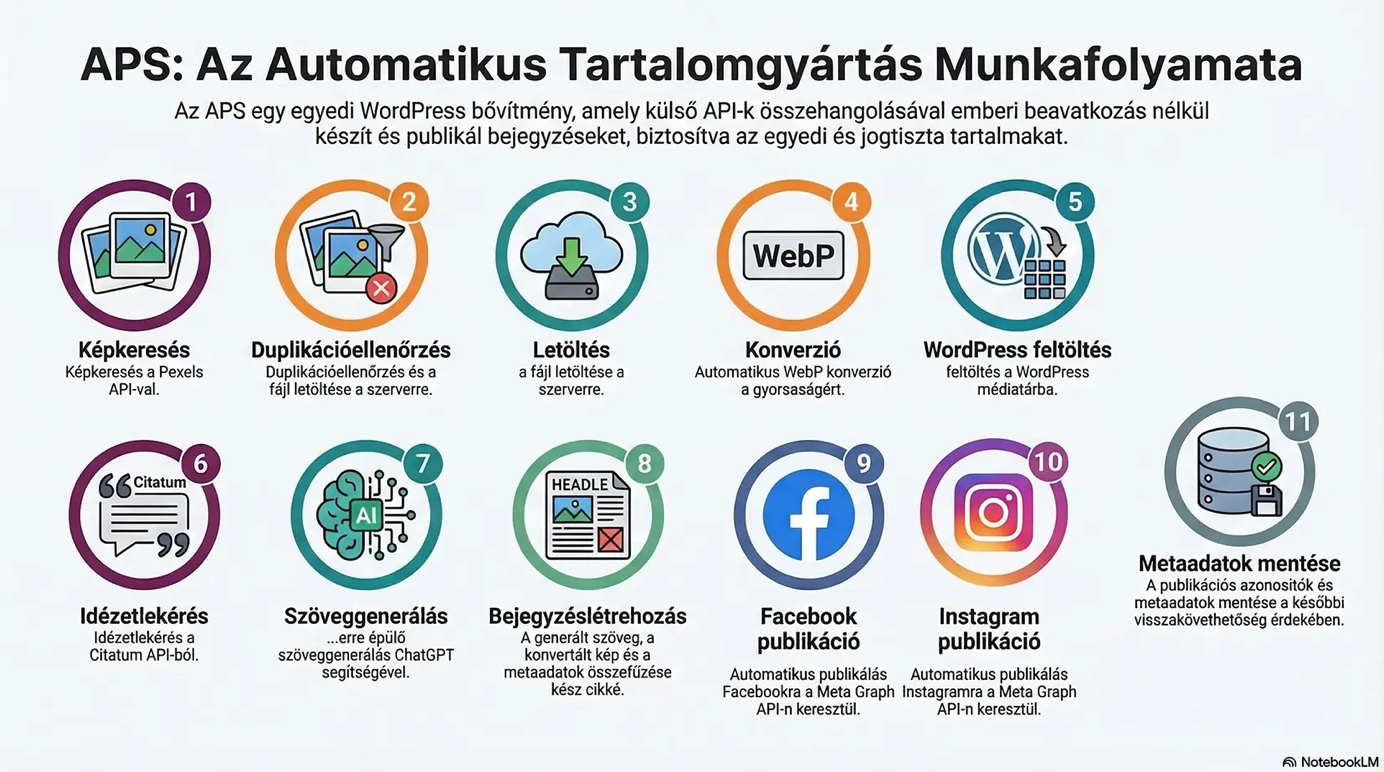 APS: Az Automatikus Tartalomgyártás Munkafolyamata
Az APS egy egyedi WordPress bővítmény, amely külső API-k összehangolásával emberi beavatkozás nélkül
készít és publikál bejegyzéseket, biztosítva az egyedi és jogtiszta tartalmakat.
1
Képkeresés
Képkeresés a Pexels
API-val.
2
Duplikációellenőrzés
Duplikációellenőrzés és a
fájl letöltése a szerverre.
3
Letöltés
a fájl letöltése a
szerverre.
4
WebP
Konverzió
Automatikus WebP konverzió
a gyorsaságért.
5
WordPress feltöltés
feltöltés a WordPress
médiatárba.
6
Citatum
Idézetlekérés
Idézetlekérés a
Citatum API-ból.
7
AI
Szöveggenerálás
...erre épülő
szöveggenerálás ChatGPT
segítségével.
8
HEADLE
Bejegyzéslétrehozás
A generált szöveg, a
konvertált kép és a
metaadatok összefűzése
kész cikké.
9
Facebook
publikáció
Automatikus publikálás
Facebookra a Meta Graph
API-n keresztül.
10
Instagram
publikáció
Automatikus publikálás
Instagramra a Meta Graph
API-n keresztül.
11
Metaadatok mentése
A publikációs azonosítók és
metaadatok mentése a későbbi
visszakövethetőség érdekében.
NotebookLM